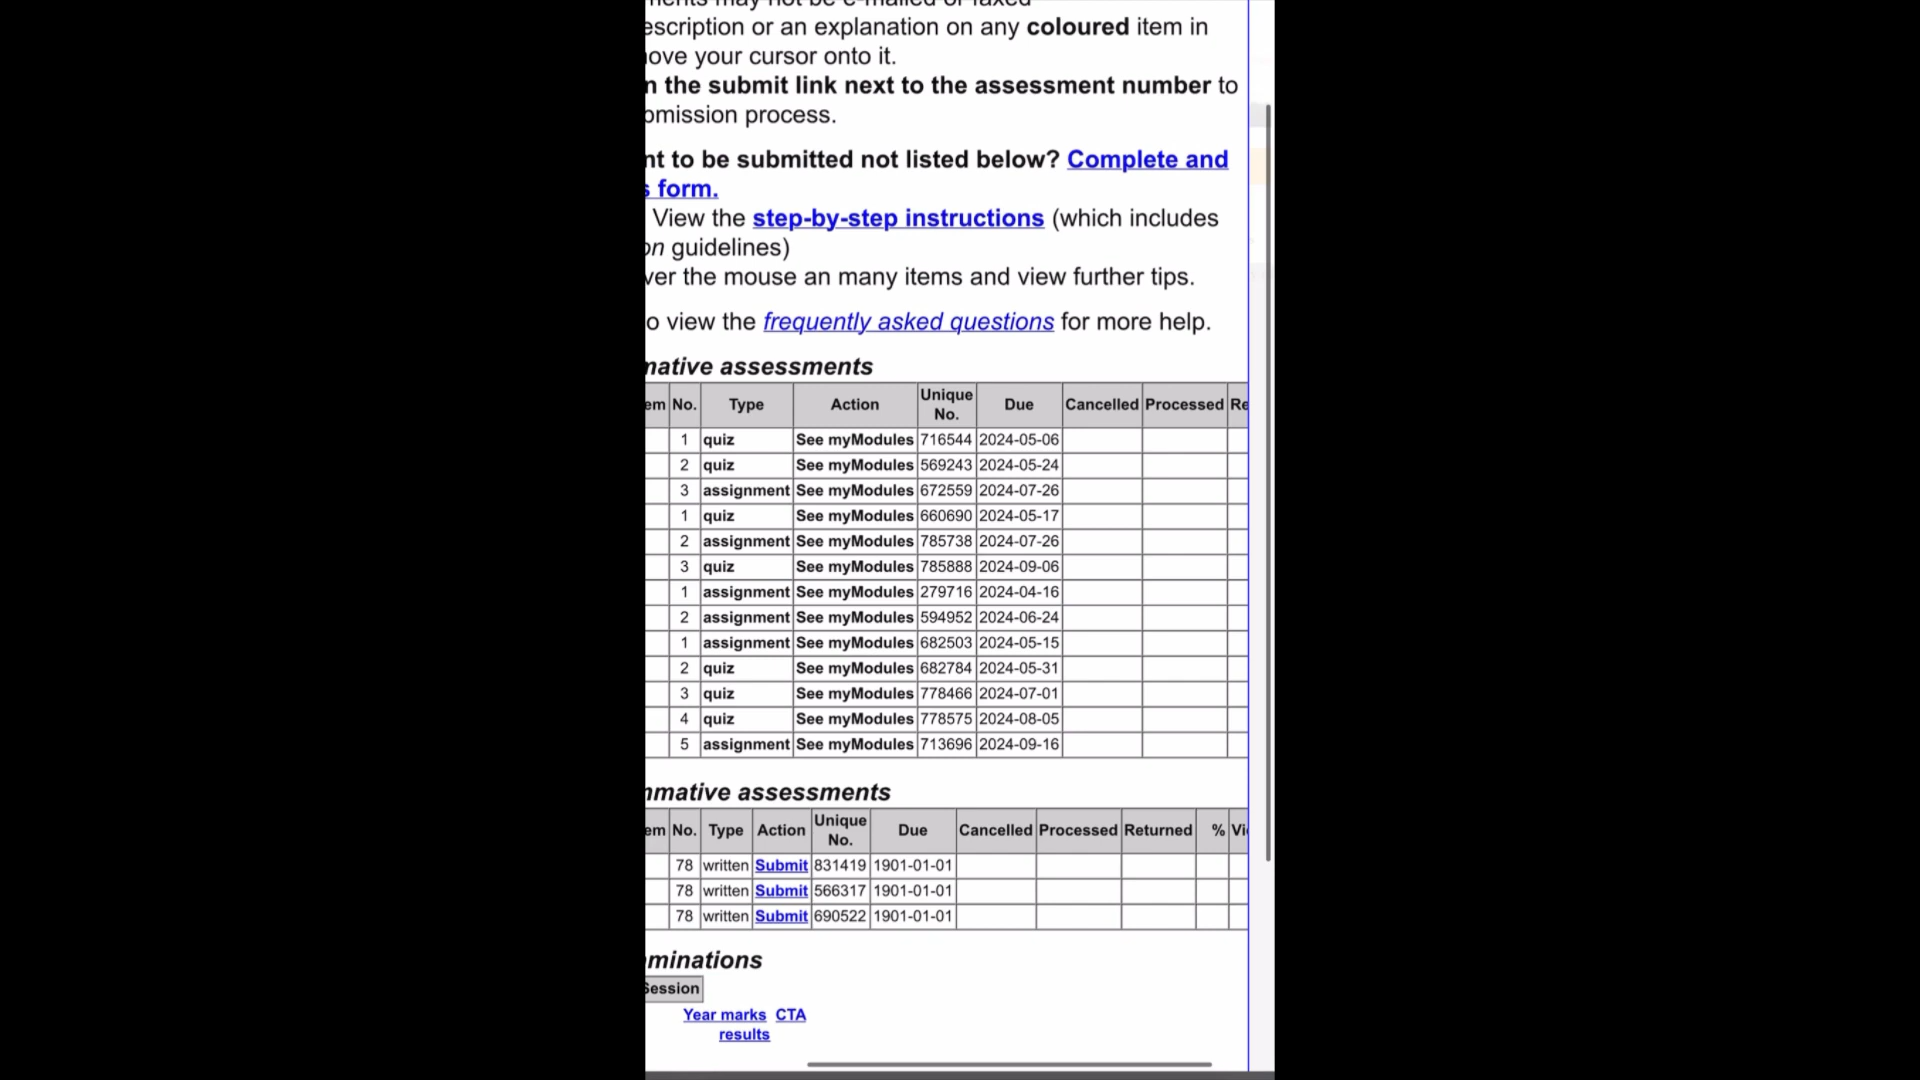 escription or an explanation on any coloured item in
ove your cursor onto it.
n the submit link next to the assessment number to
omission process.
nt to be submitted not listed below? Complete and
s form.
View the step-by-step instructions (which includes
on guidelines)
ver the mouse an many items and view further tips.
o view the frequently asked questions for more help.
mative assessments
em No. Type Action Unique No. Due Cancelled Processed Re
1 quiz See myModules 716544 2024-05-06
2 quiz See myModules 569243 2024-05-24
3 assignment See myModules 672559 2024-07-26
1 quiz See myModules 660690 2024-05-17
2 assignment See myModules 785738 2024-07-26
3 quiz See myModules 785888 2024-09-06
1 assignment See myModules 279716 2024-04-16
2 assignment See myModules 594952 2024-06-24
1 assignment See myModules 682503 2024-05-15
2 quiz See myModules 682784 2024-05-31
3 quiz See myModules 778466 2024-07-01
4 quiz See myModules 778575 2024-08-05
5 assignment See myModules 713696 2024-09-16
mmative assessments
em No. Type Action Unique No. Due Cancelled Processed Returned % Vi
78 written Submit 831419 1901-01-01
78 written Submit 566317 1901-01-01
78 written Submit 690522 1901-01-01
aminations
Session
Year marks CTA
results